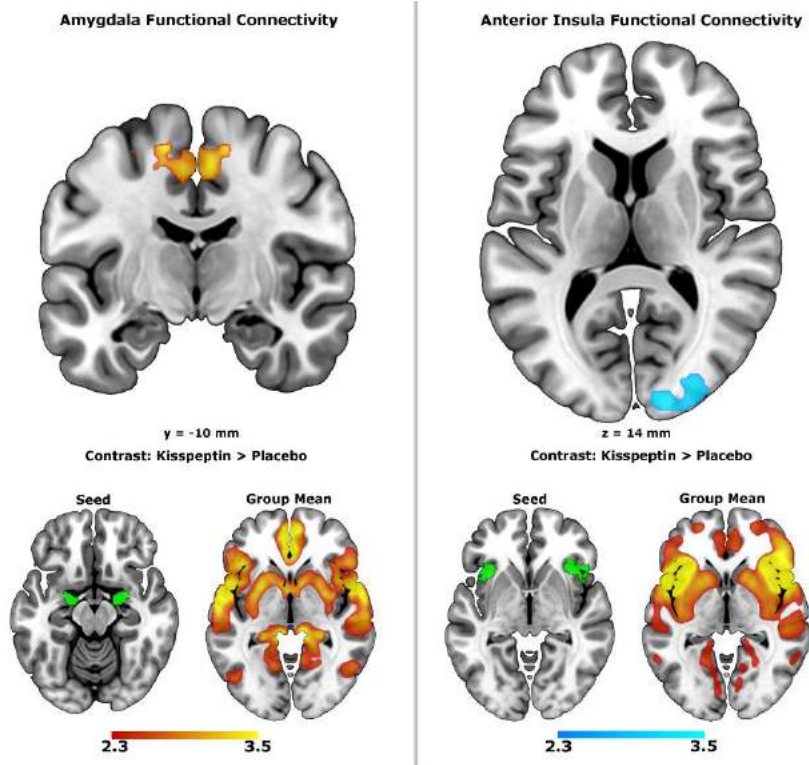 Amygdala Functional Connectivity
y = -10 mm
Contrast: Kisspeptin > Placebo
Seed
Group Mean
2.3
3.5
Anterior Insula Functional Connectivity
z = 14 mm
Contrast: Kisspeptin > Placebo
Seed
Group Mean
2.3
3.5